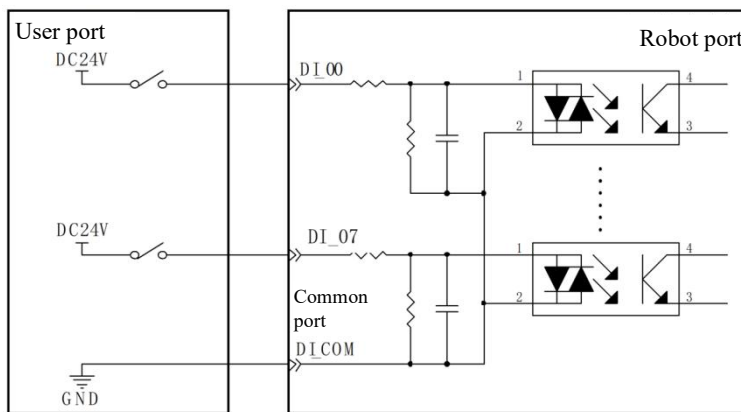 User port
Robot port
DC24V
DI_00
1
4
2
3
DC24V
DI_07
1
4
Common
port
2
3
DI_COM
GND